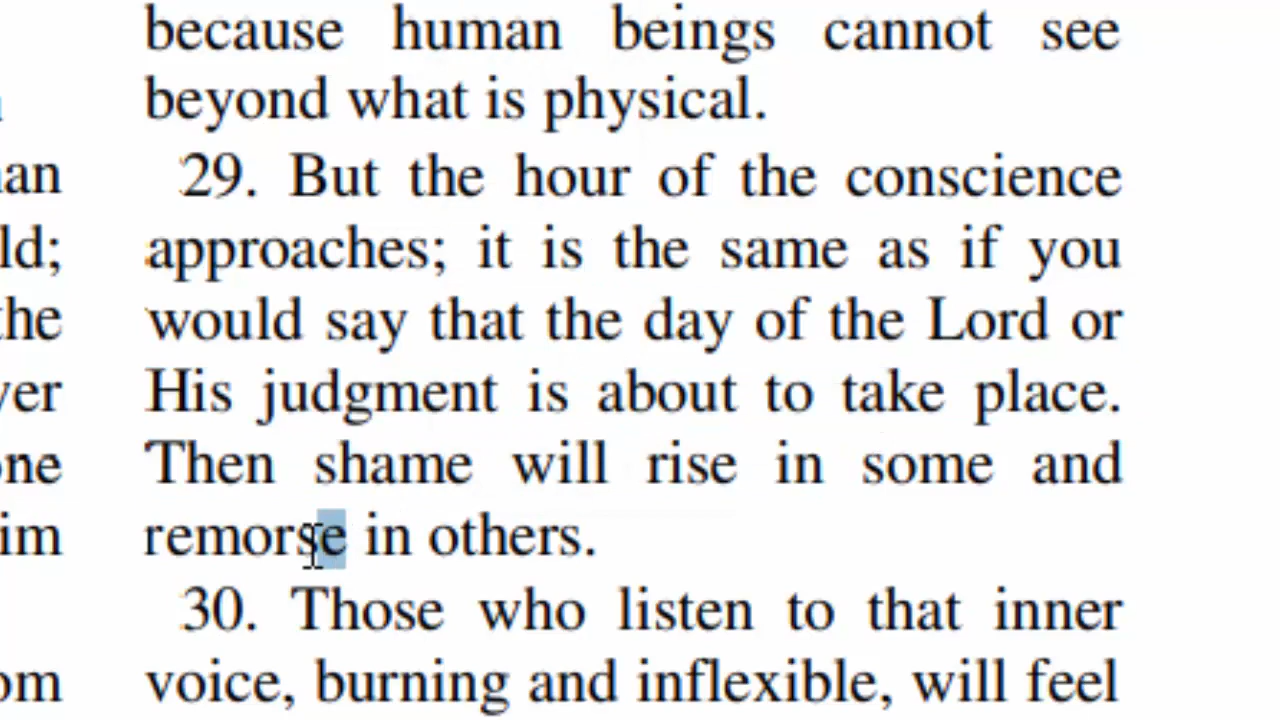 because human beings cannot see
beyond what is physical.
29. But the hour of the conscience
approaches; it is the same as if you
would say that the day of the Lord or
His judgment is about to take place.
Then shame will rise in some and
remorse in others.
30. Those who listen to that inner
voice, burning and inflexible, will feel